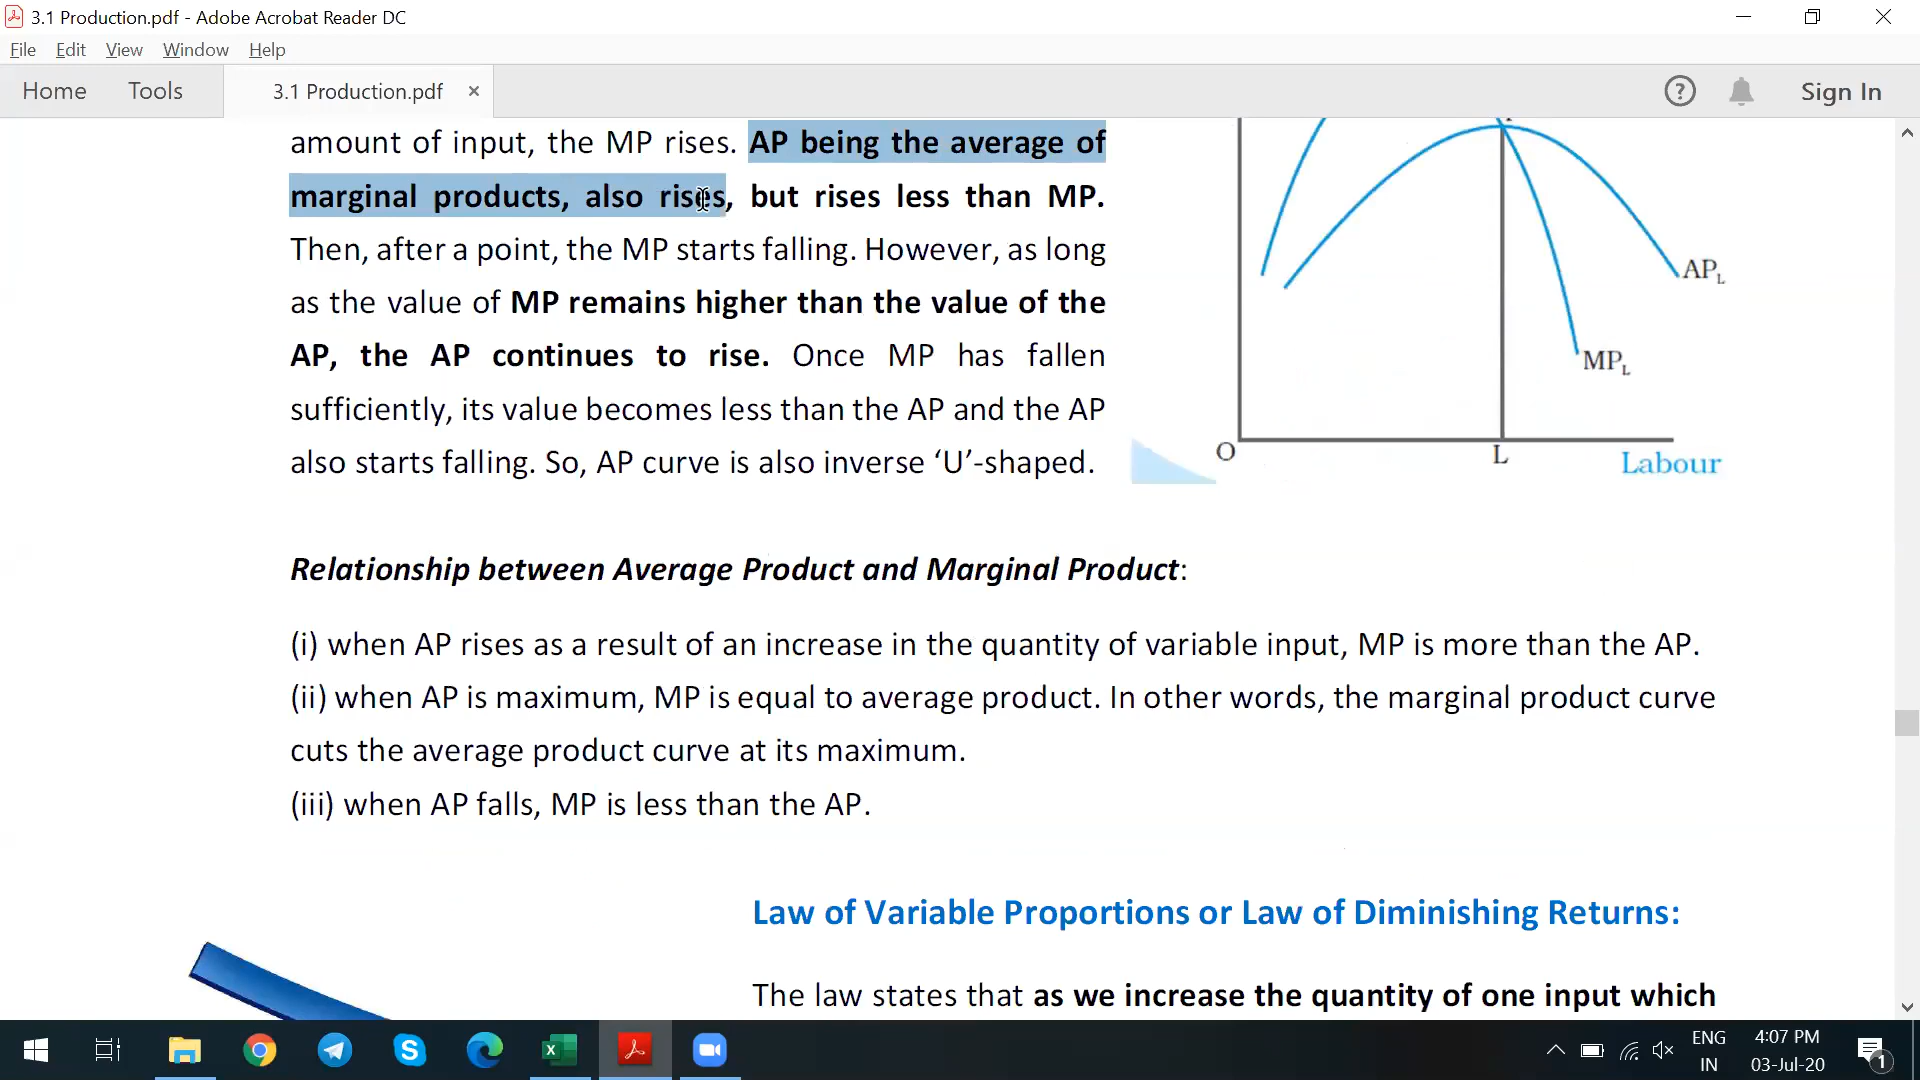 3.1 Production.pdf - Adobe Acrobat Reader DC
File Edit View Window Help
Home Tools 3.1 Production.pdf × Sign In
amount of input, the MP rises. AP being the average of
marginal products, also rises, but rises less than MP.
Then, after a point, the MP starts falling. However, as long
as the value of MP remains higher than the value of the
AP, the AP continues to rise. Once MP has fallen
sufficiently, its value becomes less than the AP and the AP
also starts falling. So, AP curve is also inverse ‘U’-shaped.
APL
MPL
O L Labour
Relationship between Average Product and Marginal Product:
(i) when AP rises as a result of an increase in the quantity of variable input, MP is more than the AP.
(ii) when AP is maximum, MP is equal to average product. In other words, the marginal product curve
cuts the average product curve at its maximum.
(iii) when AP falls, MP is less than the AP.
Law of Variable Proportions or Law of Diminishing Returns:
The law states that as we increase the quantity of one input which
ENG
IN
4:07 PM
03-Jul-20
1